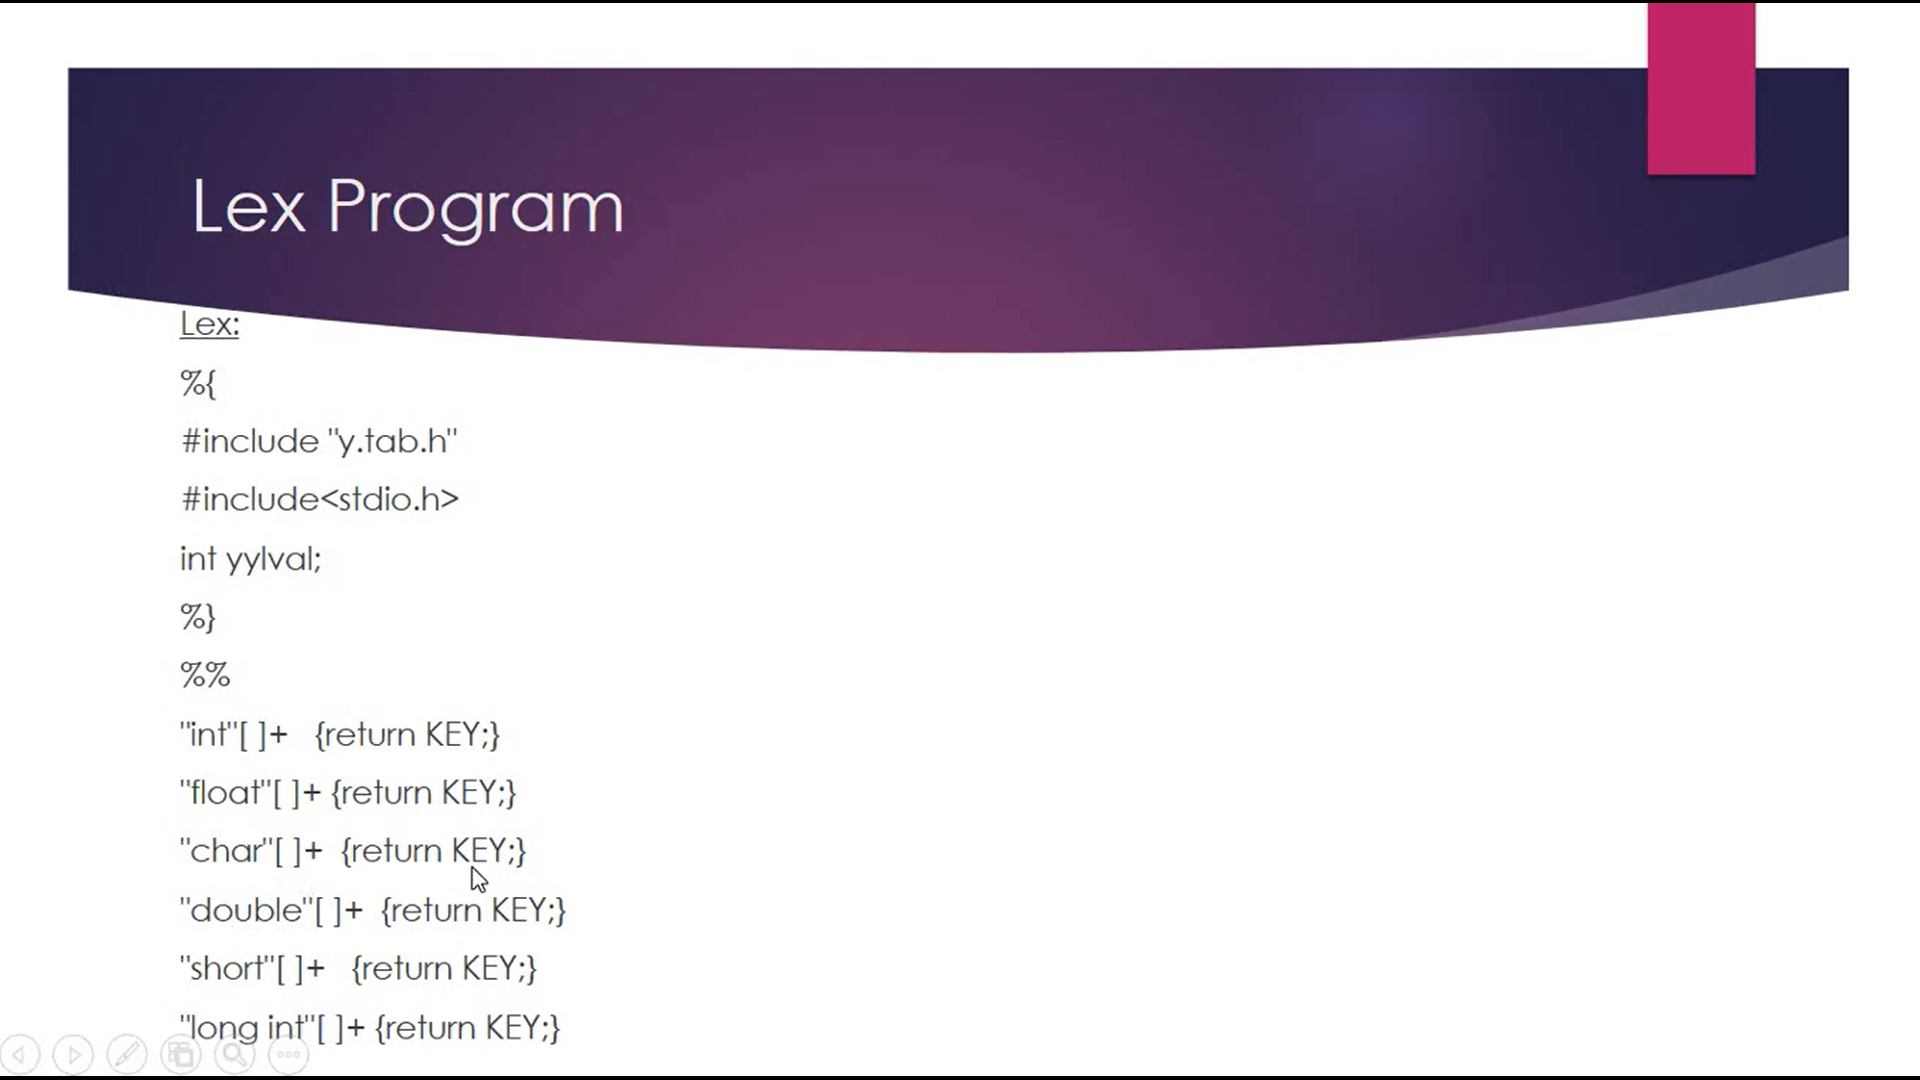 Lex Program
Lex:
%{
#include "y.tab.h"
#include<stdio.h>
int yylval;
%}
%%
"int"[ ]+   {return KEY;}
"float"[ ]+ {return KEY;}
"char"[ ]+  {return KEY;}
"double"[ ]+  {return KEY;}
"short"[ ]+   {return KEY;}
"long int"[ ]+ {return KEY;}